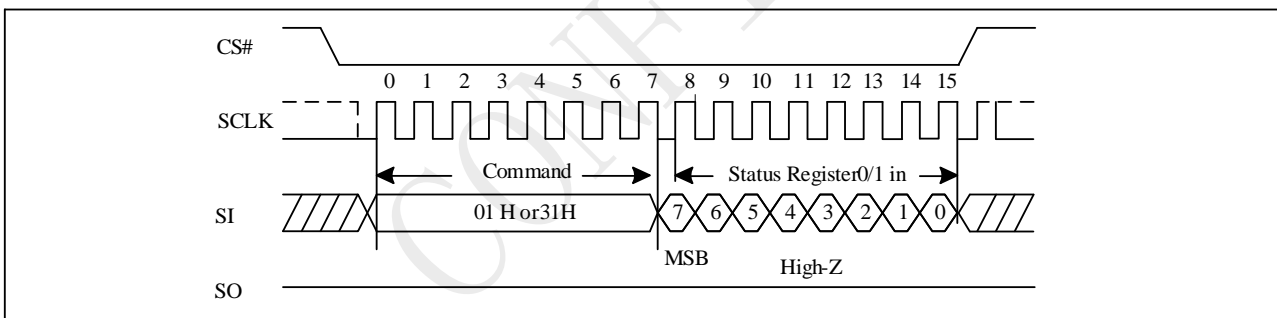 CS#
0 1 2 3 4 5 6 7 8 9 10 11 12 13 14 15
SCLK
Command Status Register0/1 in
SI 01 H or31H 7 6 5 4 3 2 1 0
MSB High-Z
SO